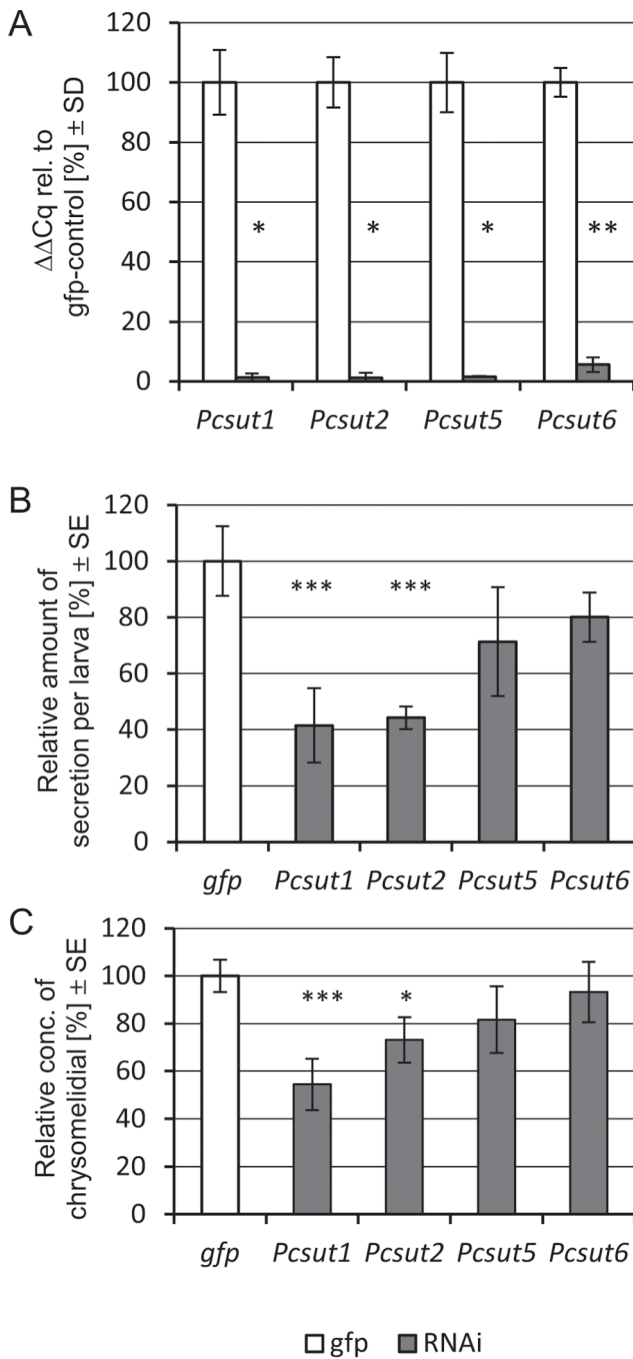 A
ΔΔCq rel. to
gfp-control [%] ± SD
120
100
80
60
40
20
0
* * * **
Pcsut1 Pcsut2 Pcsut5 Pcsut6
B
Relative amount of
secretion per larva [%] ± SE
120
100
80
60
40
20
0
*** ***
gfp Pcsut1 Pcsut2 Pcsut5 Pcsut6
C
Relative conc. of
chrysomelidial [%] ± SE
120
100
80
60
40
20
0
*** *
gfp Pcsut1 Pcsut2 Pcsut5 Pcsut6
gfp RNAi